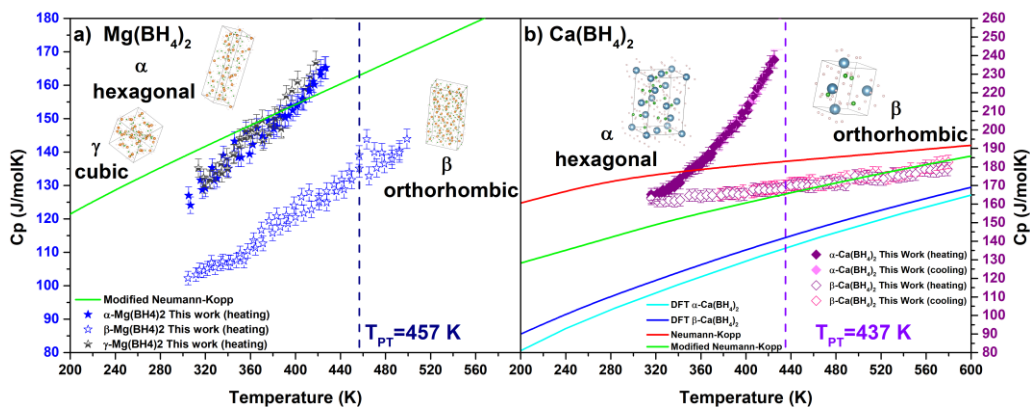 a) Mg(BH4)2
α
hexagonal
γ
cubic
β
orthorhombic
Cp (J/molK)
180
170
160
150
140
130
120
110
100
90
80
Modified Neumann-Kopp
α-Mg(BH4)2 This work (heating)
β-Mg(BH4)2 This work (heating)
γ-Mg(BH4)2 This work (heating)
TPT=457 K
200 240 280 320 360 400 440 480 520 560
Temperature (K)
b) Ca(BH4)2
α
hexagonal
β
orthorhombic
260
250
240
230
220
210
200
190
180
170
160
150
140
130
120
110
100
90
80
Cp (J/molK)
α-Ca(BH4)2 This Work (heating)
α-Ca(BH4)2 This Work (cooling)
β-Ca(BH4)2 This Work (heating)
β-Ca(BH4)2 This Work (cooling)
DFT α-Ca(BH4)2
DFT β-Ca(BH4)2
Neumann-Kopp
Modified Neumann-Kopp
TPT=437 K
200 240 280 320 360 400 440 480 520 560 600
Temperature (K)